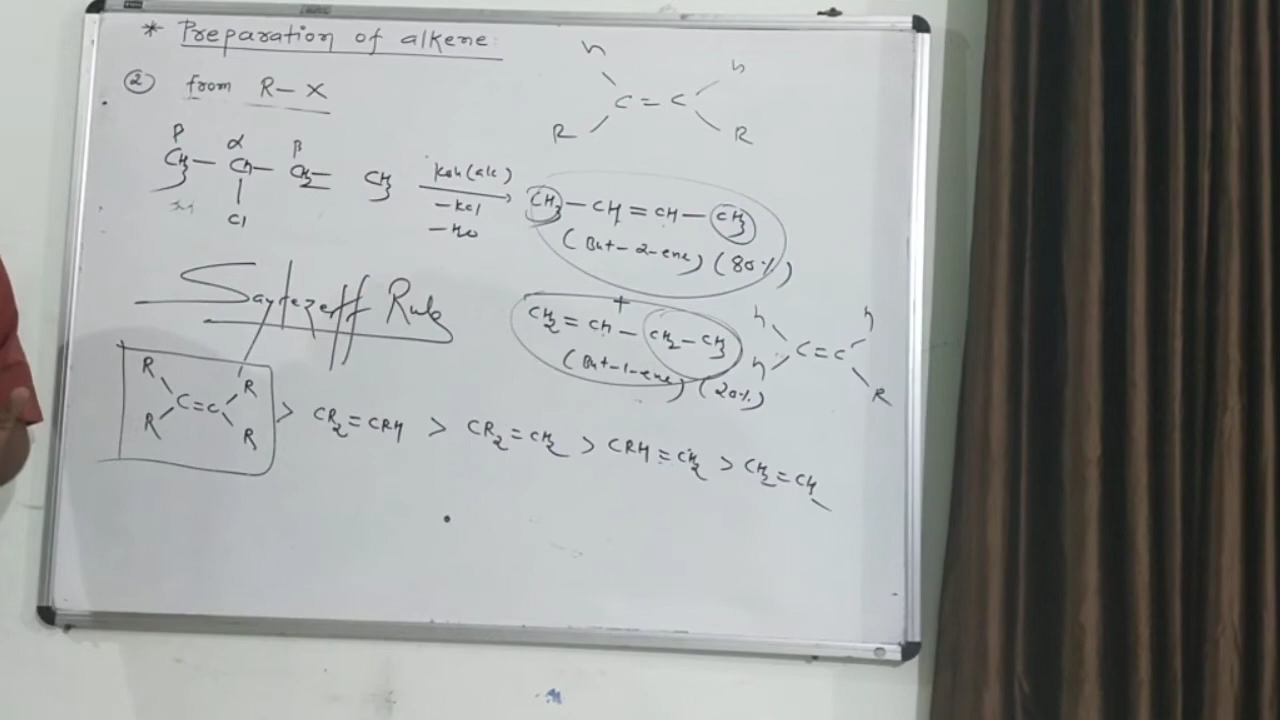 * Preparation of alkene:
② from R - X
h h
C = C
R R
β α β
CH3 - CH - CH2 - CH3
Cl
KOH (alc)
-KCl
-H2O
CH3 - CH = CH - CH3
(But-2-ene) (80%)
+
CH2 = CH - CH2 - CH3
(But-1-ene) (20%)
h h
C = C
h R
Saytezeff Rule
R R
C = C
R R
> CR2 = CRH > CR2 = CH2 > CRH = CH2 > CH2 = CH2